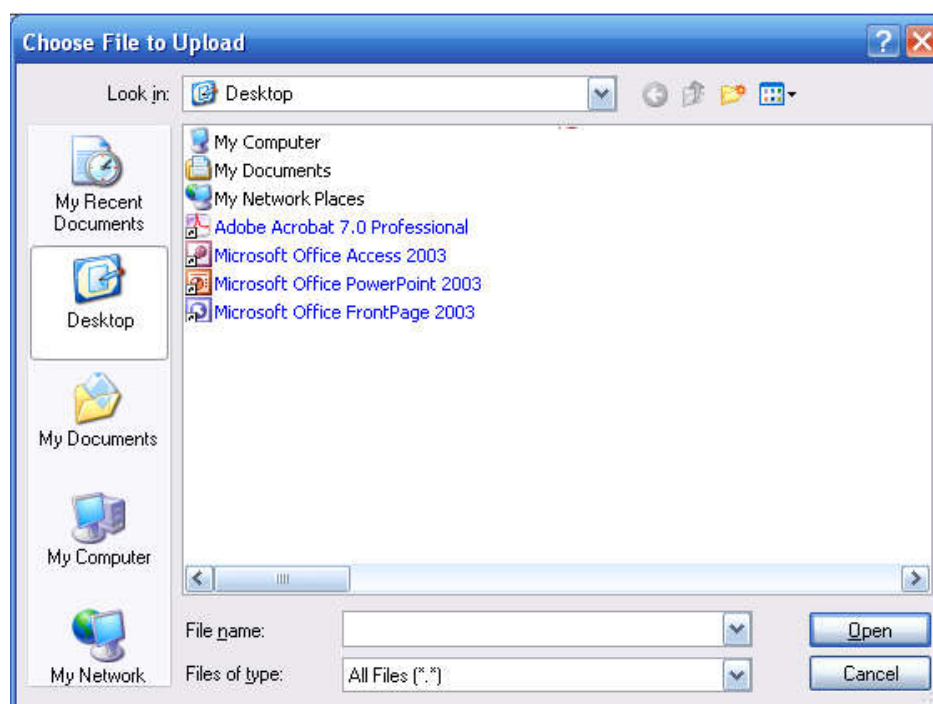 Choose File to Upload
Look in:
Desktop
My Recent
Documents
Desktop
My Documents
My Computer
My Network
My Computer
My Documents
My Network Places
Adobe Acrobat 7.0 Professional
Microsoft Office Access 2003
Microsoft Office PowerPoint 2003
Microsoft Office FrontPage 2003
File name:
Open
Files of type:
All Files (*.*)
Cancel